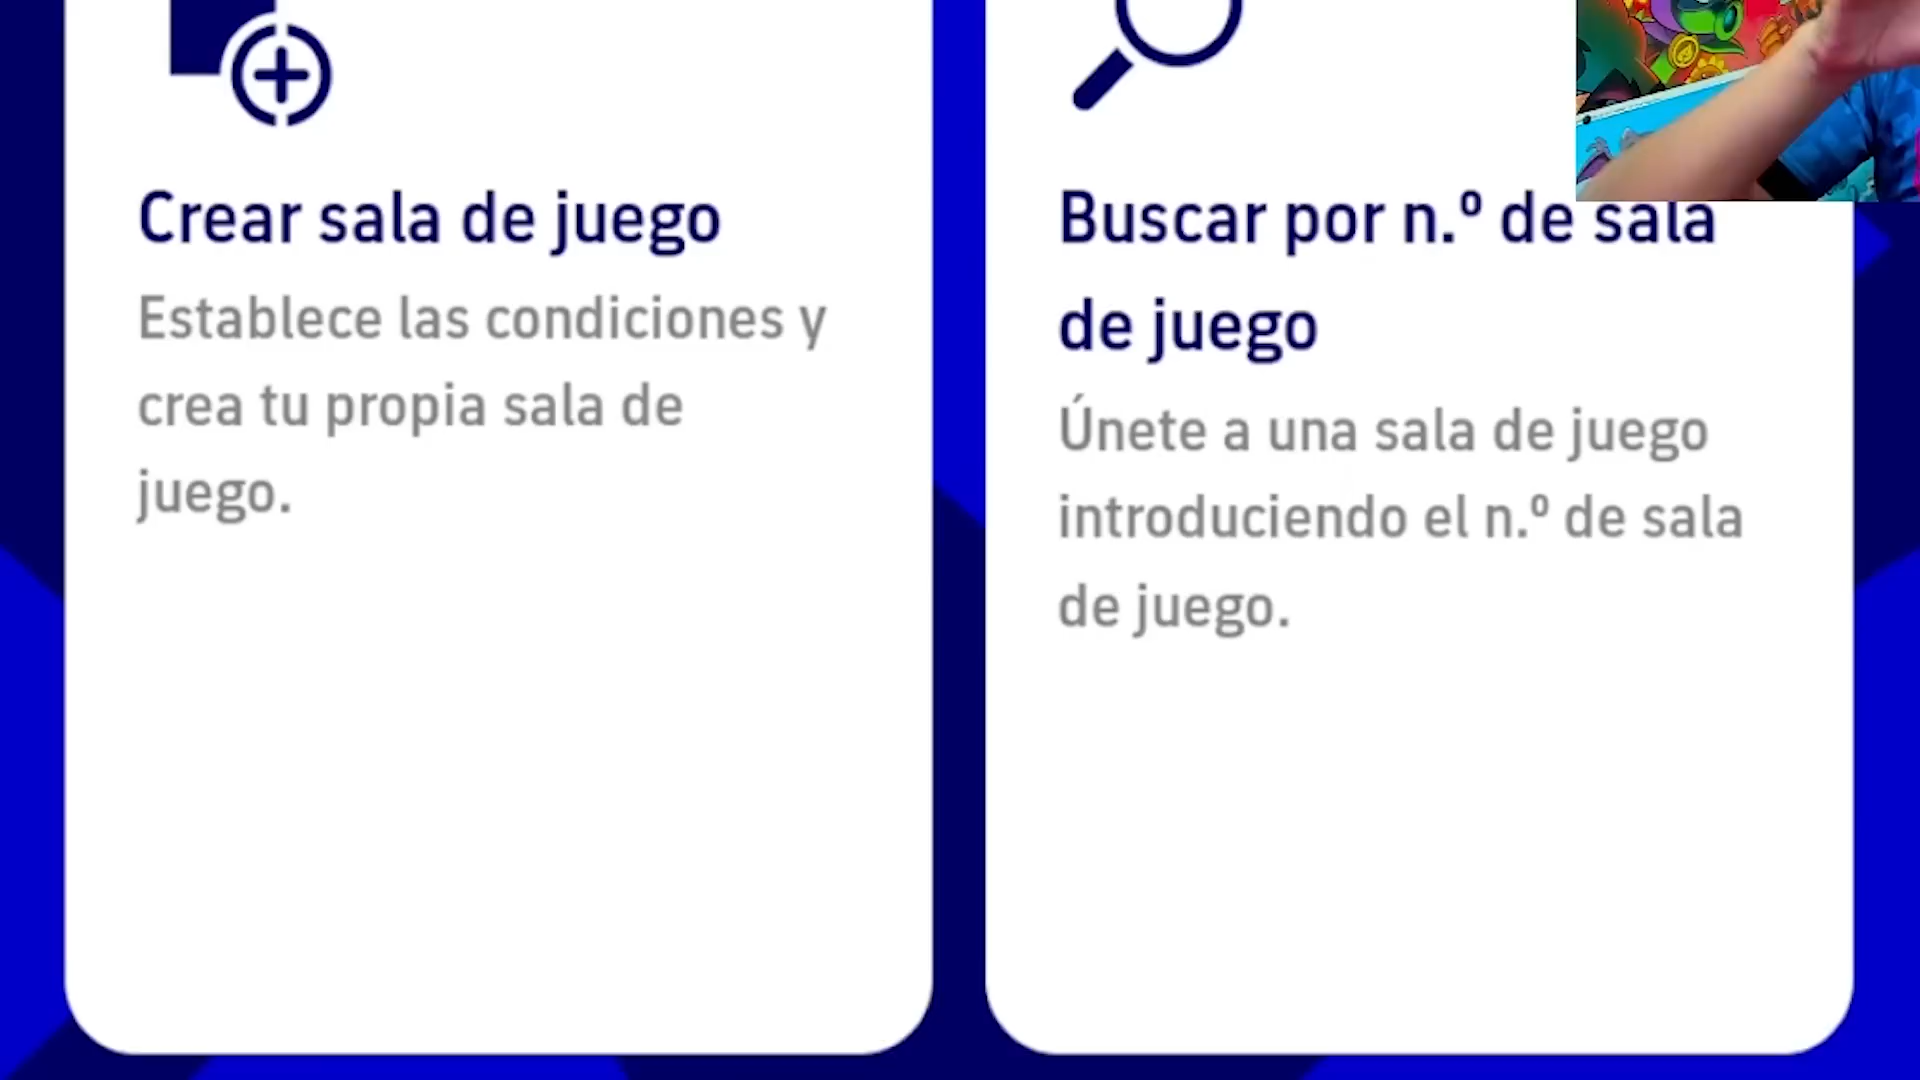 Crear sala de juego
Establece las condiciones y
crea tu propia sala de
juego.
Buscar por n.º de sala
de juego
Únete a una sala de juego
introduciendo el n.º de sala
de juego.